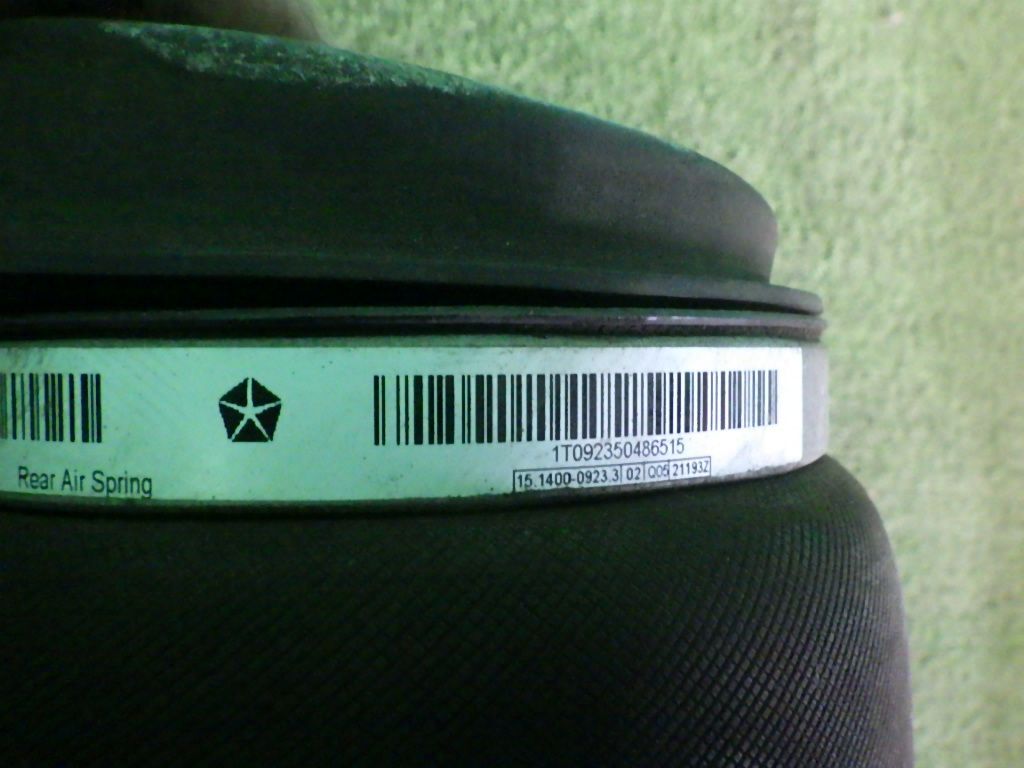 1T092350486515
Rear Air Spring
15.1400-0923.3 02 Q05 21193Z